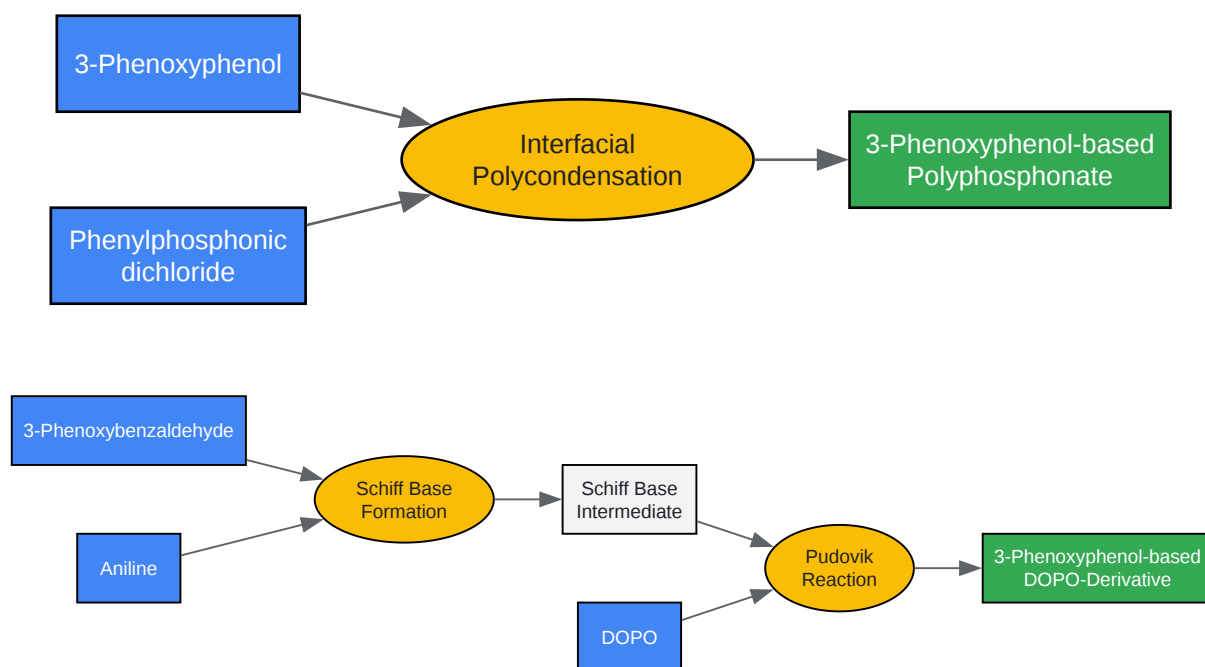 3-Phenoxyphenol
Interfacial
Polycondensation
3-Phenoxyphenol-based
Polyphosphonate
Phenylphosphonic
dichloride
3-Phenoxybenzaldehyde
Schiff Base
Formation
Schiff Base
Intermediate
Aniline
Pudovik
Reaction
3-Phenoxyphenol-based
DOPO-Derivative
DOPO